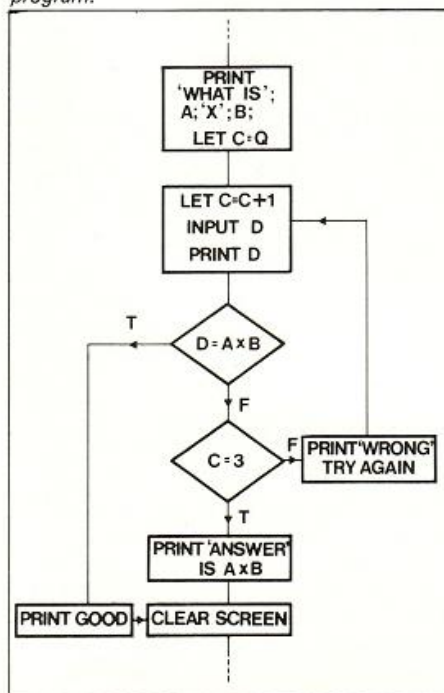 program.
PRINT
'WHAT IS';
A; 'X'; B;
LET C=Q
LET C=C+1
INPUT D
PRINT D
T
D=A×B
F
C=3
F
PRINT 'WRONG'
TRY AGAIN
T
PRINT 'ANSWER'
IS A×B
PRINT GOOD
CLEAR SCREEN